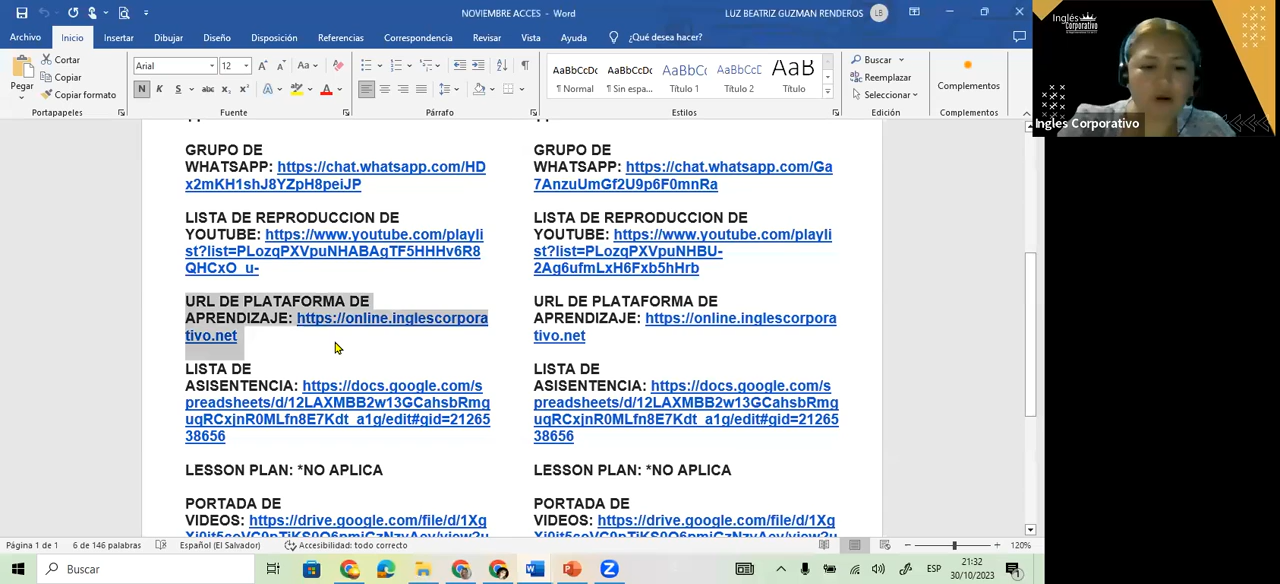 NOVIEMBRE ACCES - Word
LUZ BEATRIZ GUZMAN RENDEROS
LB
Archivo
Inicio
Insertar
Dibujar
Diseño
Disposición
Referencias
Correspondencia
Revisar
Vista
Ayuda
¿Qué desea hacer?
Pegar
Cortar
Copiar
Copiar formato
Portapapeles
Arial
12
Fuente
Párrafo
AaBbCcDc
¶ Normal
AaBbCcDc
¶ Sin espa...
AaBbC
Título 1
AaBbCcD
Título 2
AaB
Título
Estilos
Buscar
Reemplazar
Seleccionar
Edición
Complementos
Complementos
Inglés
Corporativo
Ingles Corporativo
GRUPO DE
WHATSAPP: https://chat.whatsapp.com/HD
x2mKH1shJ8YZpH8peiJP
LISTA DE REPRODUCCION DE
YOUTUBE: https://www.youtube.com/playli
st?list=PLozqPXVpuNHABAgTF5HHHv6R8
QHCxO_u-
URL DE PLATAFORMA DE
APRENDIZAJE: https://online.inglescorpora
tivo.net
LISTA DE
ASISENTENCIA: https://docs.google.com/s
preadsheets/d/12LAXMBB2w13GCahsbRmg
uqRCxjnR0MLfn8E7Kdt_a1g/edit#gid=21265
38656
LESSON PLAN: *NO APLICA
PORTADA DE
VIDEOS: https://drive.google.com/file/d/1Xg
GRUPO DE
WHATSAPP: https://chat.whatsapp.com/Ga
7AnzuUmGf2U9p6F0mnRa
LISTA DE REPRODUCCION DE
YOUTUBE: https://www.youtube.com/playli
st?list=PLozqPXVpuNHBU-
2Ag6ufmLxH6Fxb5hHrb
URL DE PLATAFORMA DE
APRENDIZAJE: https://online.inglescorpora
tivo.net
LISTA DE
ASISENTENCIA: https://docs.google.com/s
preadsheets/d/12LAXMBB2w13GCahsbRmg
uqRCxjnR0MLfn8E7Kdt_a1g/edit#gid=21265
38656
LESSON PLAN: *NO APLICA
PORTADA DE
VIDEOS: https://drive.google.com/file/d/1Xg
Página 1 de 1
6 de 146 palabras
Español (El Salvador)
Accesibilidad: todo correcto
120%
Buscar
ESP
21:32
30/10/2023